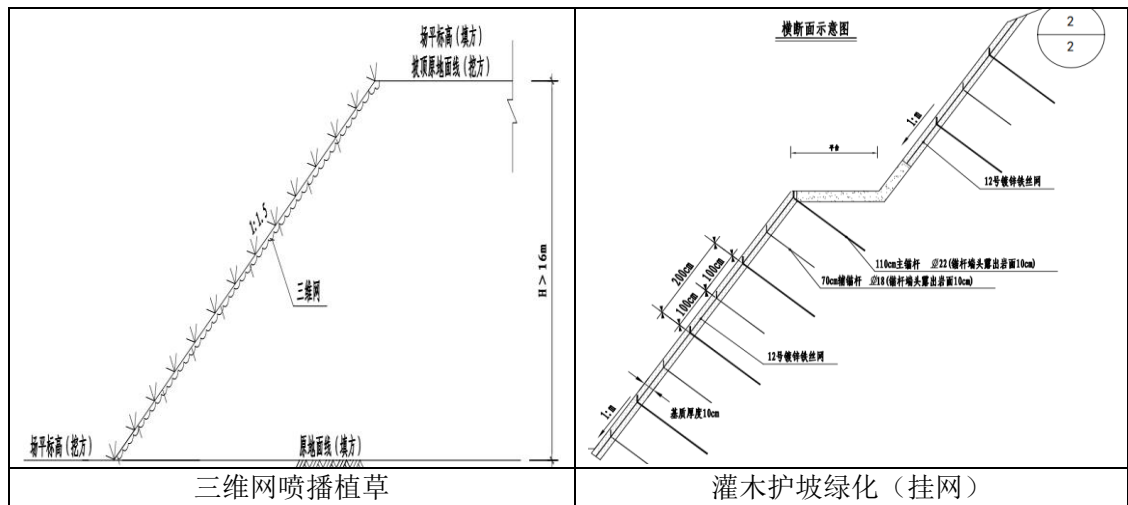 场平标高（填方）
坡顶原地面线（挖方）
1:1.5
三维网
H＞16m
场平标高（挖方）
原地面线（填方）
三维网喷播植草
横断面示意图
2
2
1:m
平台
12号镀锌铁丝网
110cm主锚杆 ∅22(锚杆端头露出岩面10cm)
70cm辅锚杆 ∅18(锚杆端头露出岩面10cm)
200cm
100cm
100cm
12号镀锌铁丝网
基质厚度10cm
1:m
灌木护坡绿化（挂网）